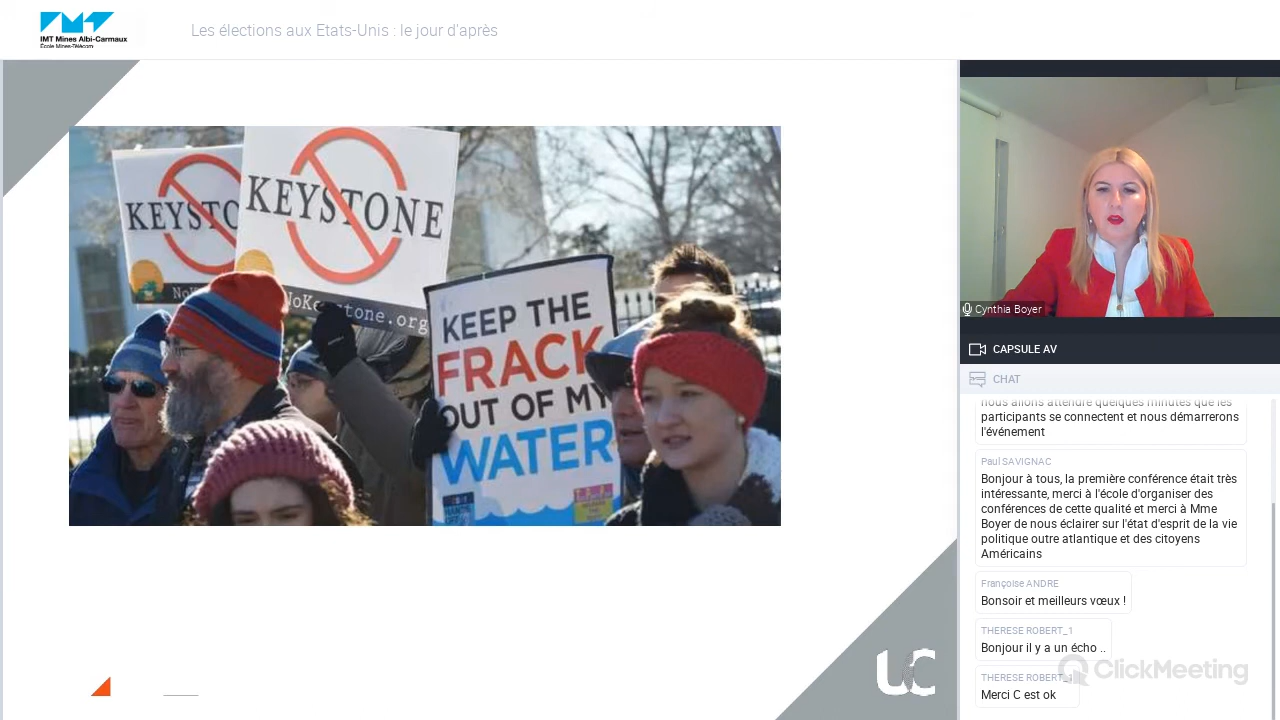 IMT Mines Albi-Carmaux
École Mines-Télécom
Les élections aux Etats-Unis : le jour d'après
KEYSTO
KEYSTONE
NoKeystone.org
KEEP THE
FRACK
OUT OF MY
WATER
UC
Cynthia Boyer
CAPSULE AV
CHAT
nous allons attendre quelques minutes que les
participants se connectent et nous démarrerons
l'événement
Paul SAVIGNAC
Bonjour à tous, la première conférence était très
intéressante, merci à l'école d'organiser des
conférences de cette qualité et merci à Mme
Boyer de nous éclairer sur l'état d'esprit de la vie
politique outre atlantique et des citoyens
Américains
Françoise ANDRE
Bonsoir et meilleurs vœux !
THERESE ROBERT_1
Bonjour il y a un écho ..
THERESE ROBERT_1
Merci C est ok
ClickMeeting